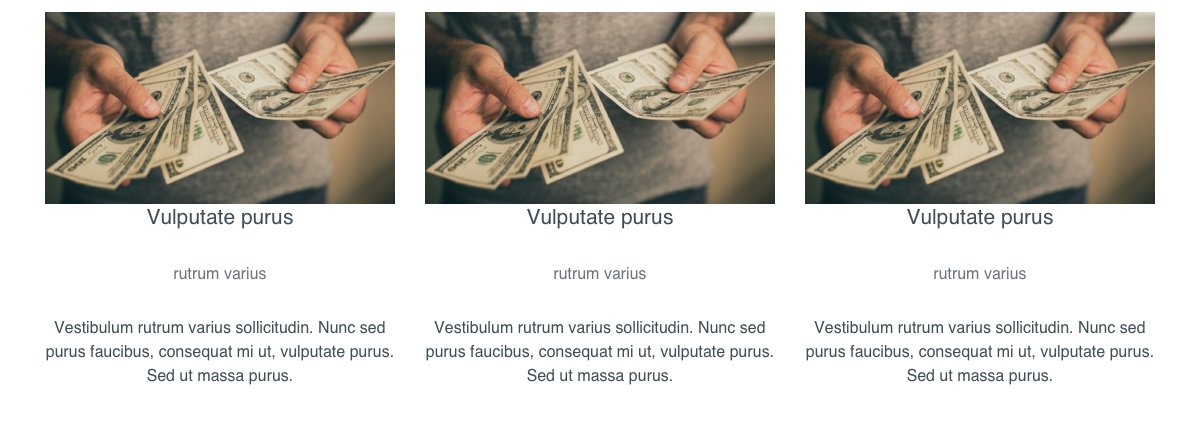 Vulputate purus
rutrum varius
Vestibulum rutrum varius sollicitudin. Nunc sed
purus faucibus, consequat mi ut, vulputate purus.
Sed ut massa purus.
Vulputate purus
rutrum varius
Vestibulum rutrum varius sollicitudin. Nunc sed
purus faucibus, consequat mi ut, vulputate purus.
Sed ut massa purus.
Vulputate purus
rutrum varius
Vestibulum rutrum varius sollicitudin. Nunc sed
purus faucibus, consequat mi ut, vulputate purus.
Sed ut massa purus.